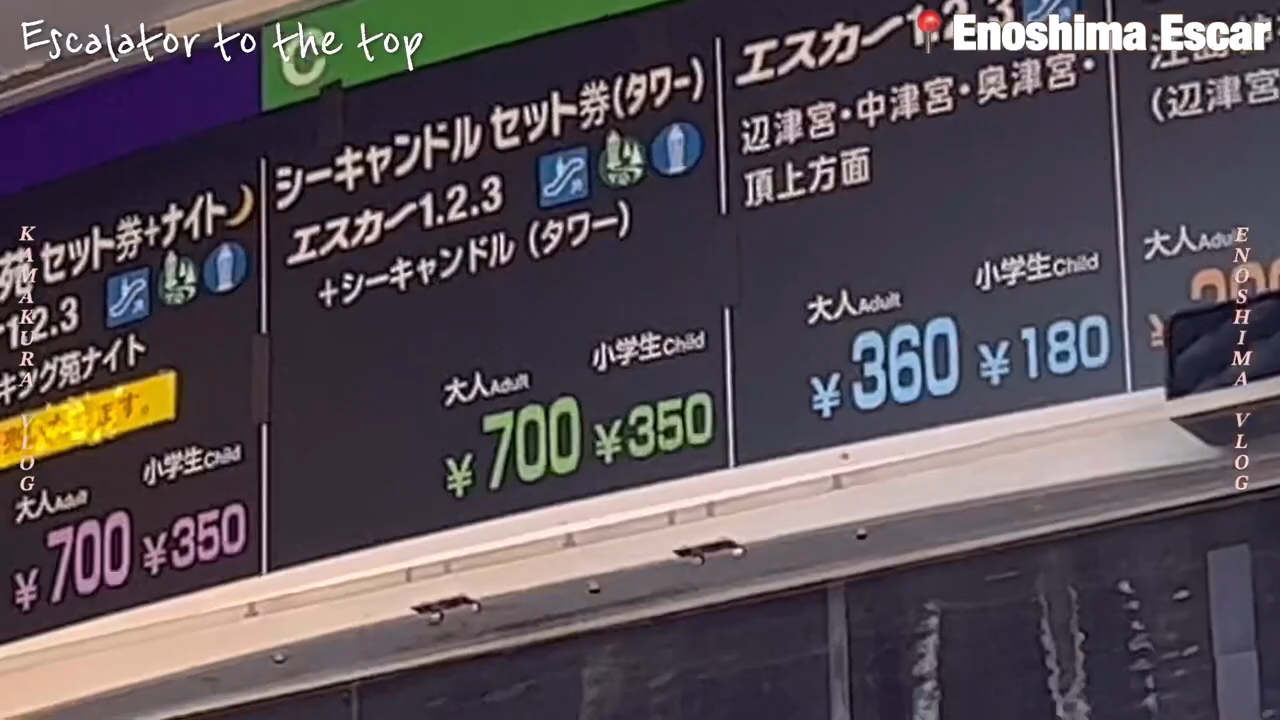 Escalator to the top
Enoshima Escar
苑 セット券+ナイト
1.2.3
キング苑ナイト
ます。
大人Adult
小学生Child
¥700 ¥350
シーキャンドル セット券(タワー)
エスカー1.2.3
+シーキャンドル(タワー)
大人Adult
小学生Child
¥700 ¥350
エスカー1.2.3
辺津宮・中津宮・奥津宮・
頂上方面
大人Adult
小学生Child
¥360 ¥180
(辺津宮
大人Adult
¥
KAMAKURA VLOG
ENOSHIMA VLOG